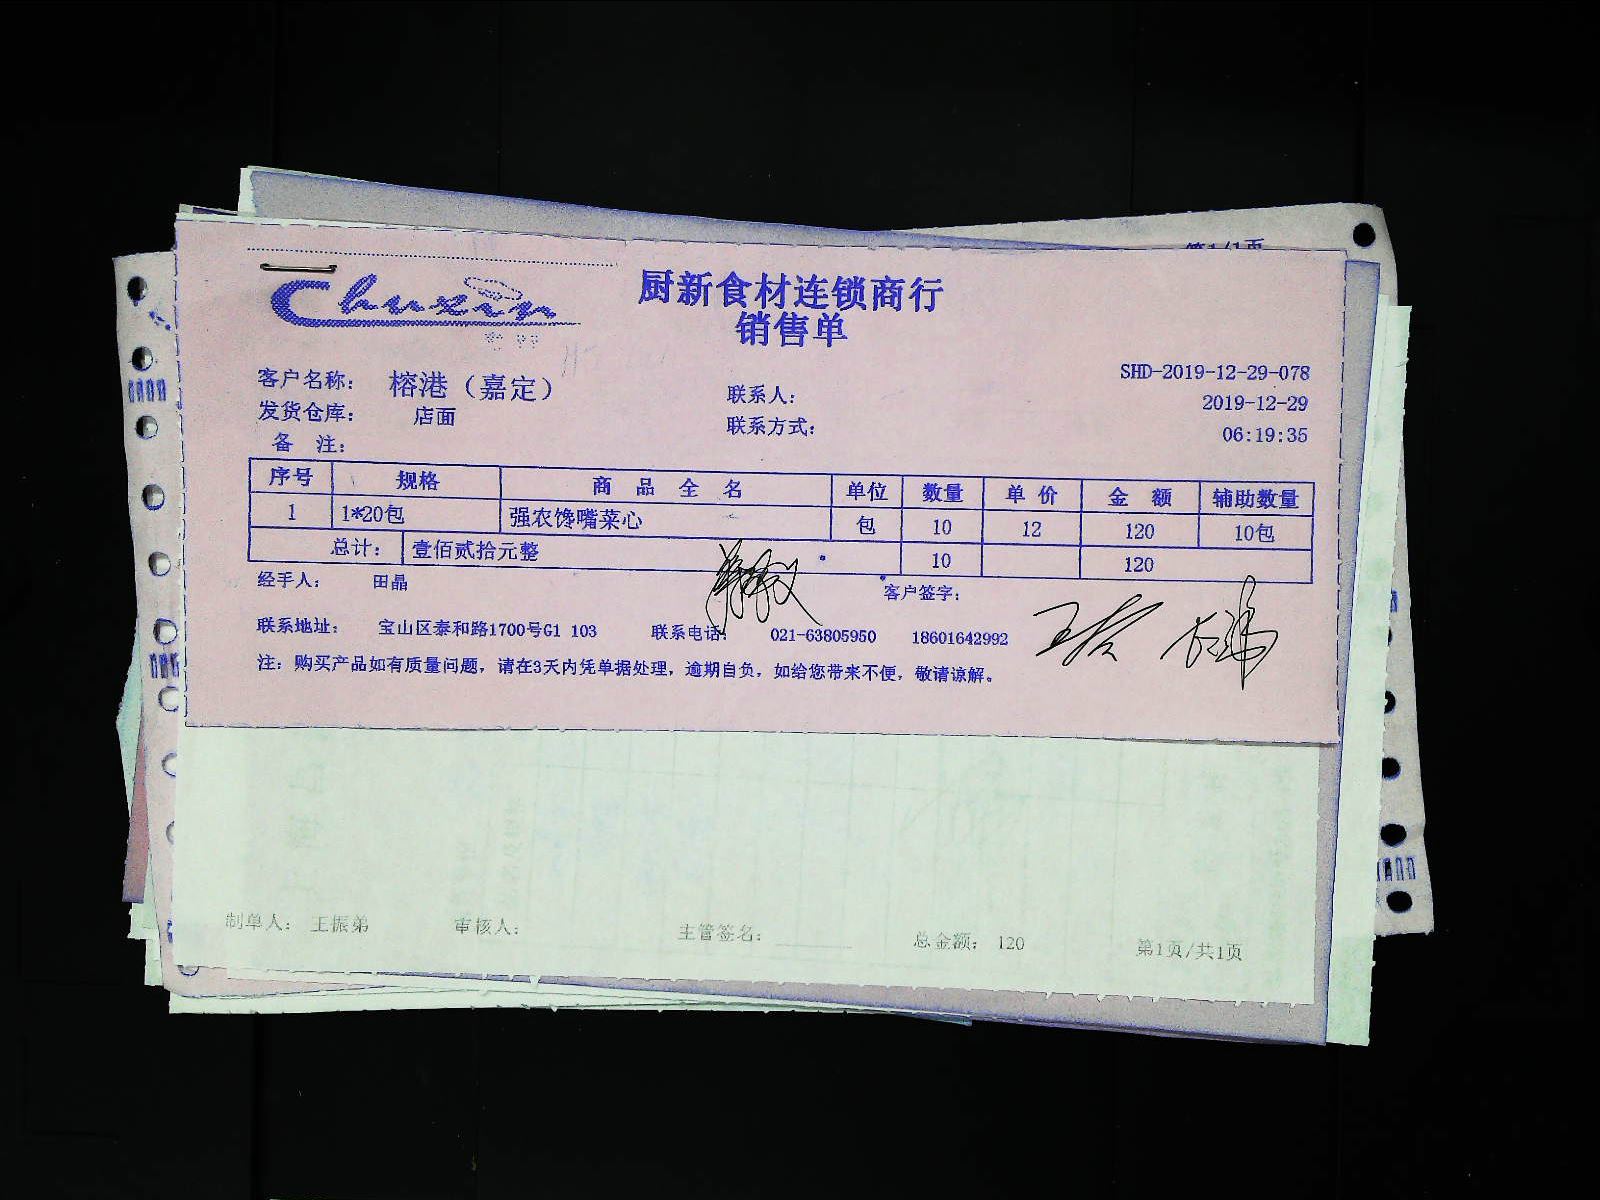 第1/1页
Chuxin
厨新食材连锁商行
销售单
SHD-2019-12-29-078
客户名称： 榕港（嘉定） 联系人： 2019-12-29
发货仓库： 店面 联系方式： 06:19:35
备 注：
序号 规格 商 品 全 名 单位 数量 单 价 金 额 辅助数量
1 1*20包 强农馋嘴菜心 包 10 12 120 10包
总计： 壹佰贰拾元整 10 120
经手人： 田晶 客户签字：
联系地址： 宝山区泰和路1700号G1 103 联系电话： 021-63805950 18601642992
注：购买产品如有质量问题，请在3天内凭单据处理，逾期自负，如给您带来不便，敬请谅解。
制单人： 王振弟 审核人： 主管签名： 总金额： 120 第1页/共1页